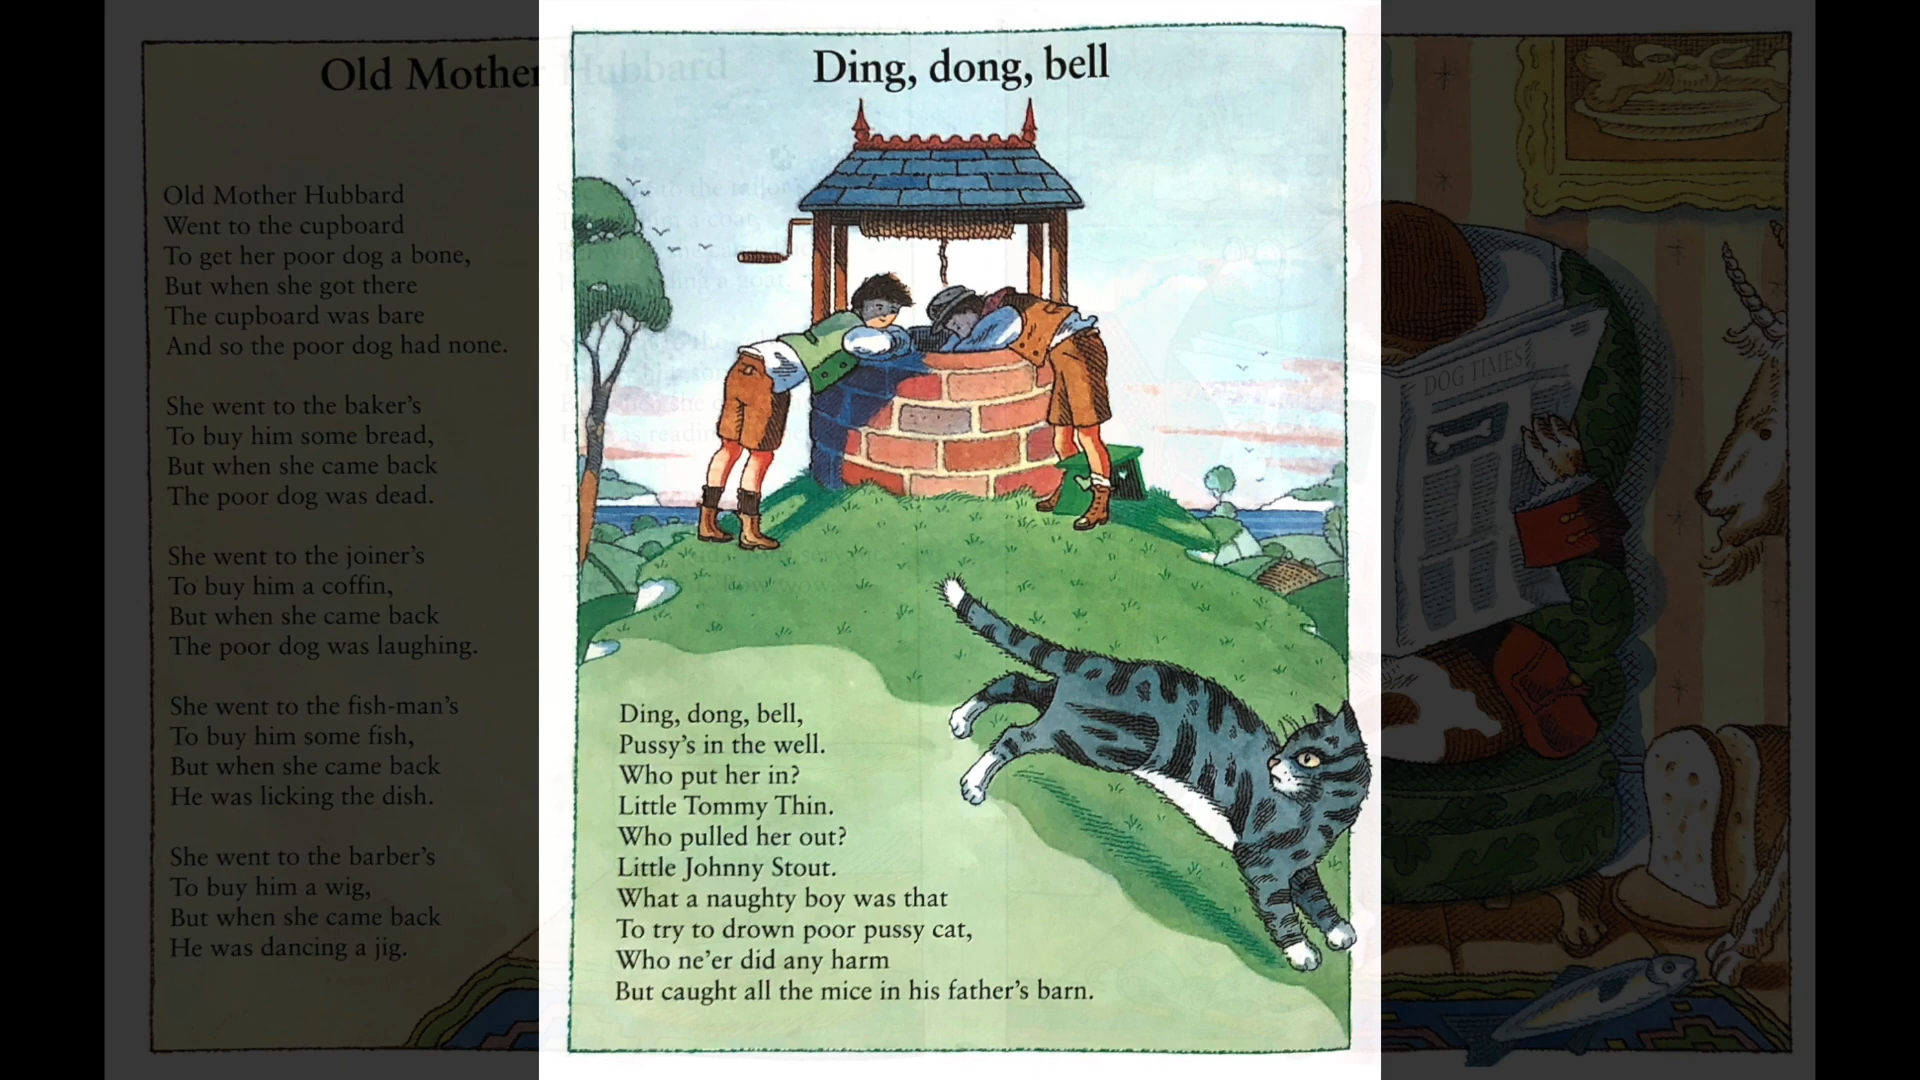 Old Mother Hubbard
Old Mother Hubbard
Went to the cupboard
To get her poor dog a bone,
But when she got there
The cupboard was bare
And so the poor dog had none.
She went to the baker's
To buy him some bread,
But when she came back
The poor dog was dead.
She went to the joiner's
To buy him a coffin,
But when she came back
The poor dog was laughing.
She went to the fish-man's
To buy him some fish,
But when she came back
He was licking the dish.
She went to the barber's
To buy him a wig,
But when she came back
He was dancing a jig.
Ding, dong, bell
Ding, dong, bell,
Pussy's in the well.
Who put her in?
Little Tommy Thin.
Who pulled her out?
Little Johnny Stout.
What a naughty boy was that
To try to drown poor pussy cat,
Who ne'er did any harm
But caught all the mice in his father's barn.
DOG TIMES